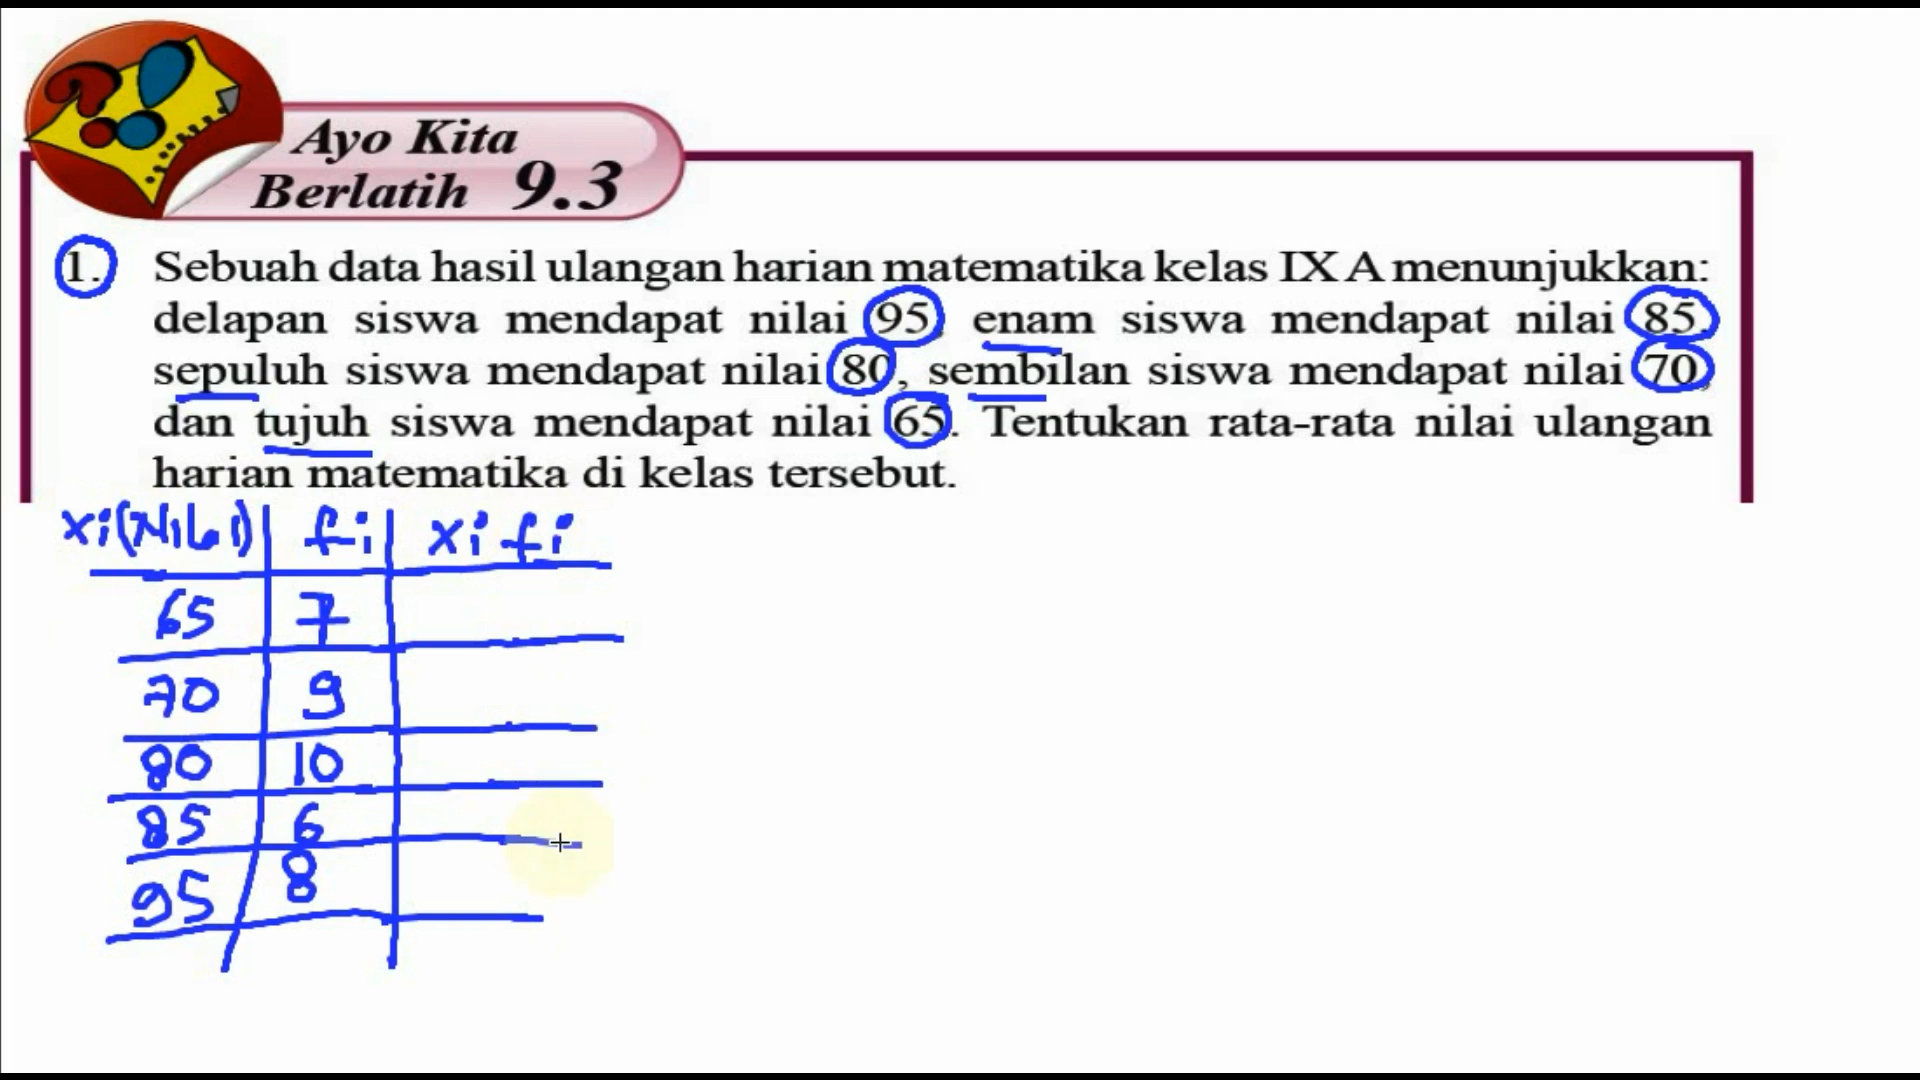 Ayo Kita
Berlatih 9.3
1. Sebuah data hasil ulangan harian matematika kelas IX A menunjukkan:
delapan siswa mendapat nilai 95, enam siswa mendapat nilai 85,
sepuluh siswa mendapat nilai 80, sembilan siswa mendapat nilai 70,
dan tujuh siswa mendapat nilai 65. Tentukan rata-rata nilai ulangan
harian matematika di kelas tersebut.
xi(Nilai) fi xi fi
65 7
70 9
80 10
85 6
95 8